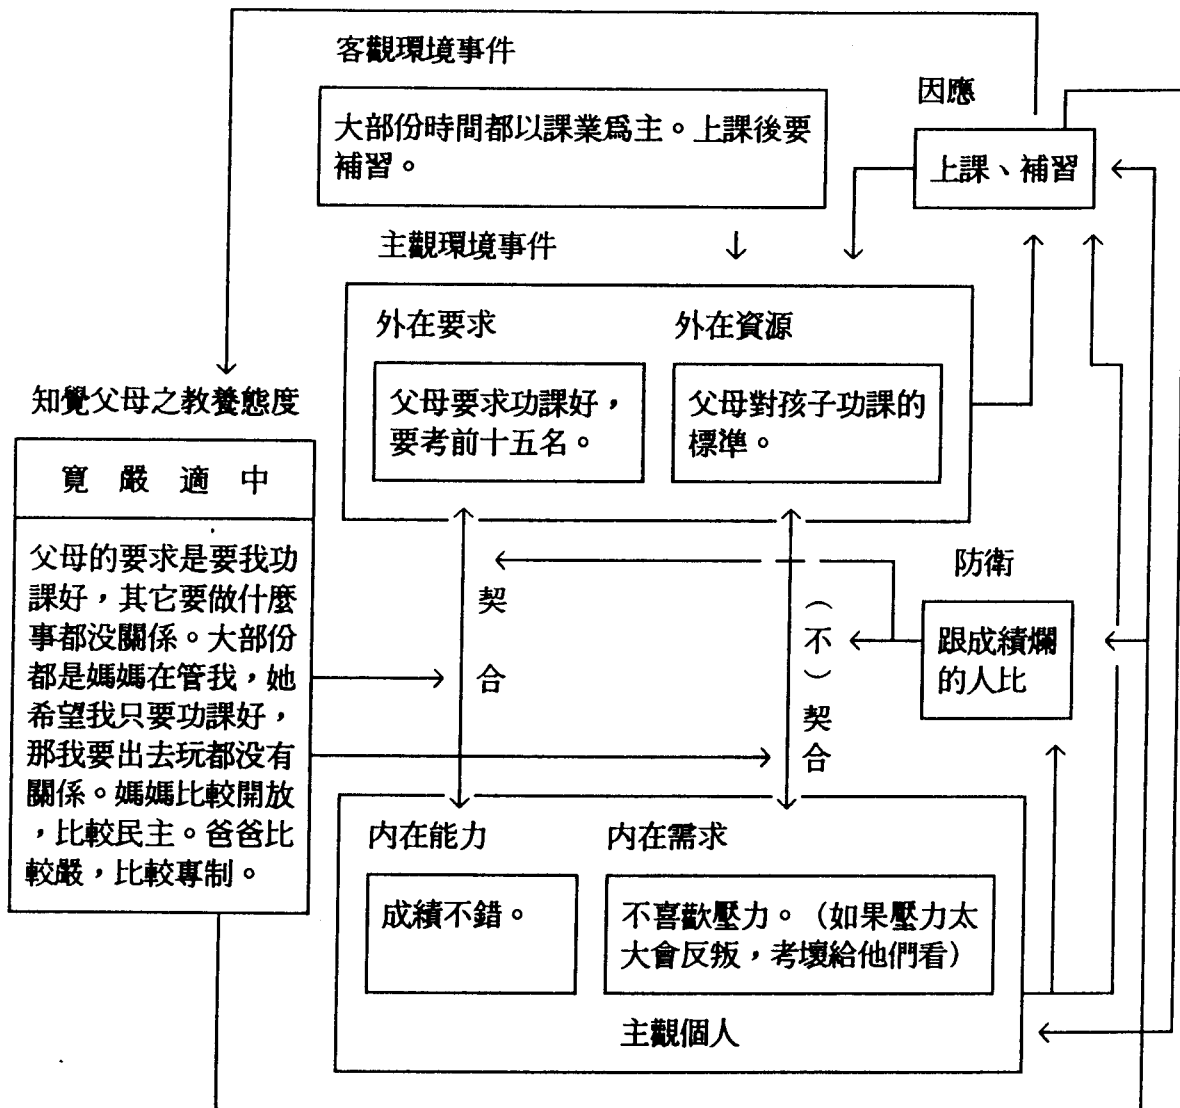 客觀環境事件
大部份時間都以課業爲主。上課後要
補習。
因應
上課、補習
主觀環境事件
外在要求
父母要求功課好，
要考前十五名。
外在資源
父母對孩子功課的
標準。
知覺父母之教養態度
寬嚴適中
父母的要求是要我功
課好，其它要做什麼
事都没關係。大部份
都是媽媽在管我，她
希望我只要功課好，
那我要出去玩都没有
關係。媽媽比較開放
，比較民主。爸爸比
較嚴，比較專制。
契合
（不）契合
防衛
跟成績爛
的人比
内在能力
成績不錯。
内在需求
不喜歡壓力。（如果壓力太
大會反叛，考壞給他們看）
主觀個人